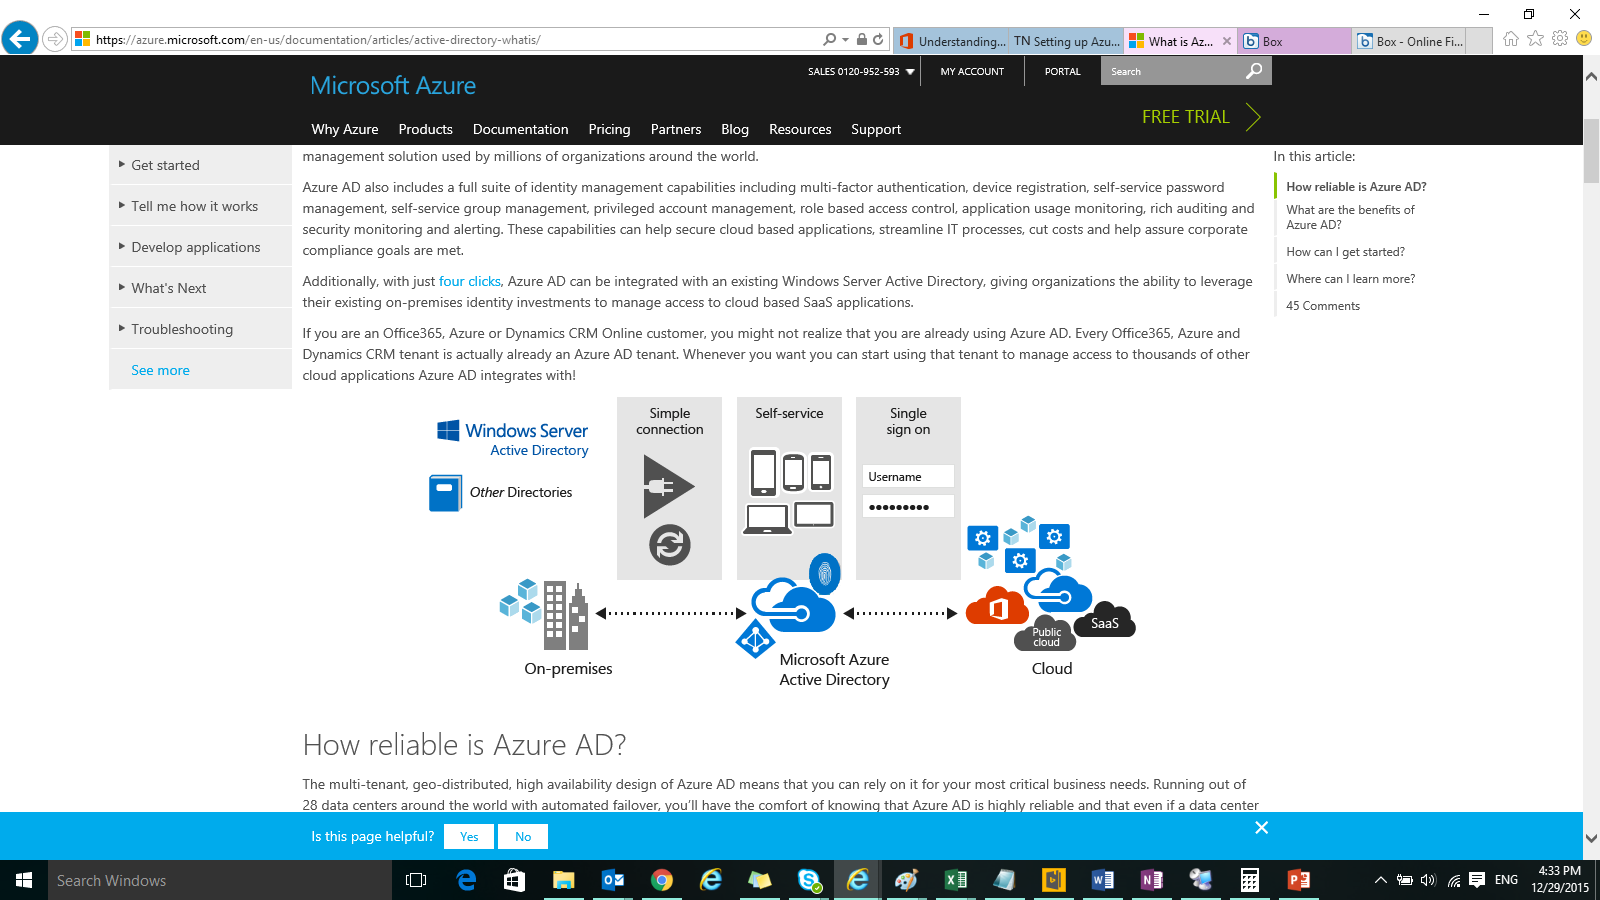 https://azure.microsoft.com/en-us/documentation/articles/active-directory-whatis/
Understanding...
TN Setting up Azu...
What is Az...
Box
Box - Online Fi...
SALES 0120-952-593
MY ACCOUNT
PORTAL
Search
Microsoft Azure
FREE TRIAL
Why Azure
Products
Documentation
Pricing
Partners
Blog
Resources
Support
Get started
Tell me how it works
Develop applications
What's Next
Troubleshooting
See more
management solution used by millions of organizations around the world.
Azure AD also includes a full suite of identity management capabilities including multi-factor authentication, device registration, self-service password
management, self-service group management, privileged account management, role based access control, application usage monitoring, rich auditing and
security monitoring and alerting. These capabilities can help secure cloud based applications, streamline IT processes, cut costs and help assure corporate
compliance goals are met.
Additionally, with just four clicks, Azure AD can be integrated with an existing Windows Server Active Directory, giving organizations the ability to leverage
their existing on-premises identity investments to manage access to cloud based SaaS applications.
If you are an Office365, Azure or Dynamics CRM Online customer, you might not realize that you are already using Azure AD. Every Office365, Azure and
Dynamics CRM tenant is actually already an Azure AD tenant. Whenever you want you can start using that tenant to manage access to thousands of other
cloud applications Azure AD integrates with!
In this article:
How reliable is Azure AD?
What are the benefits of
Azure AD?
How can I get started?
Where can I learn more?
45 Comments
Windows Server
Active Directory
Other Directories
Simple
connection
Self-service
Single
sign on
Username
On-premises
Microsoft Azure
Active Directory
Public
cloud
SaaS
Cloud
How reliable is Azure AD?
The multi-tenant, geo-distributed, high availability design of Azure AD means that you can rely on it for your most critical business needs. Running out of
28 data centers around the world with automated failover, you'll have the comfort of knowing that Azure AD is highly reliable and that even if a data center
Is this page helpful?
Yes
No
Search Windows
ENG
4:33 PM
12/29/2015